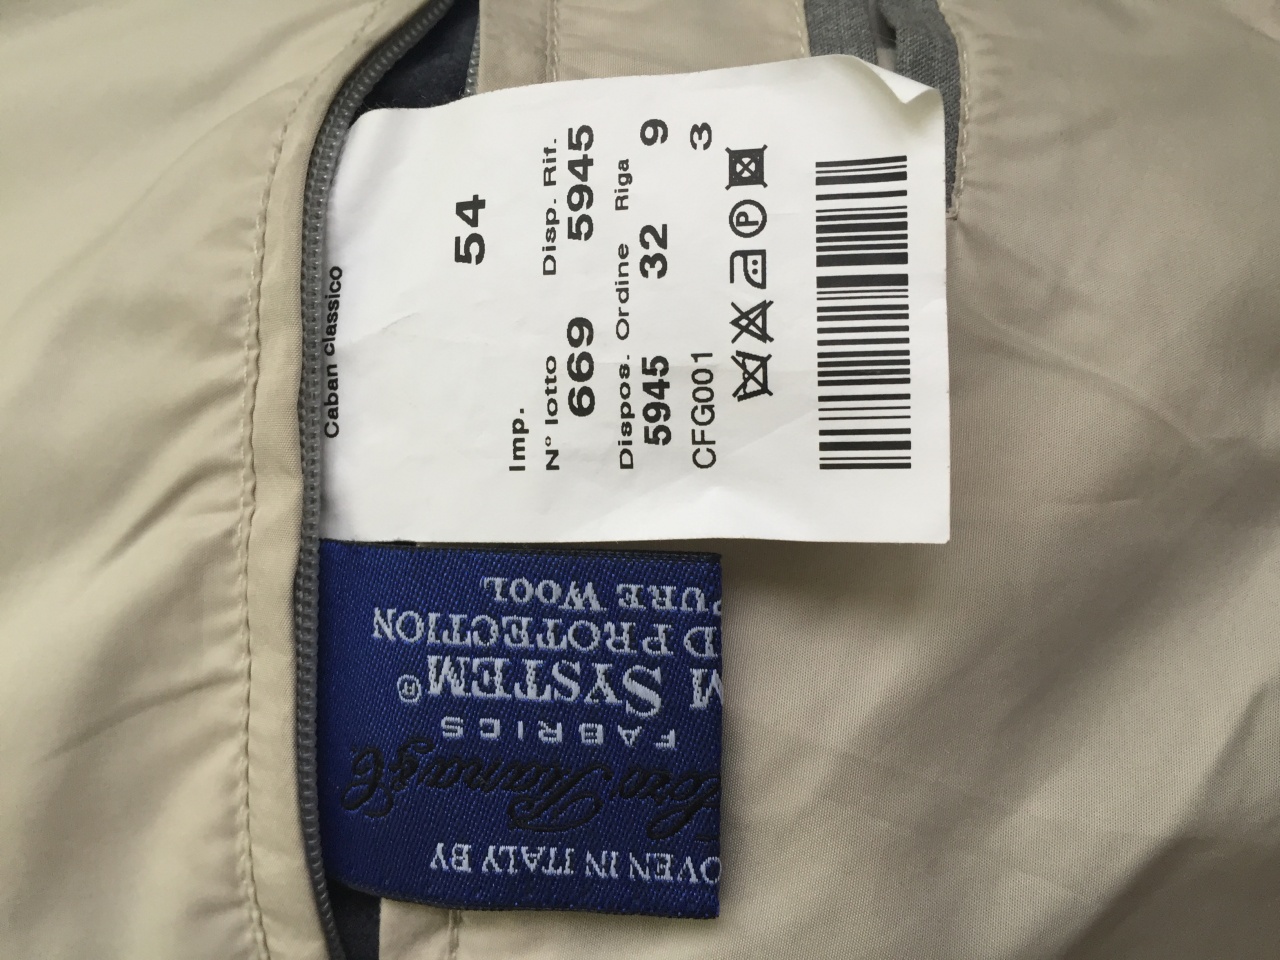 Caban classico
54
Imp.
N° lotto Disp. Rif.
669 5945
Dispos. Ordine Riga
5945 32 9
CFG001 3
P
OVEN IN ITALY BY
FABRICS
M SYSTEM®
D PROTECTION
PURE WOOL